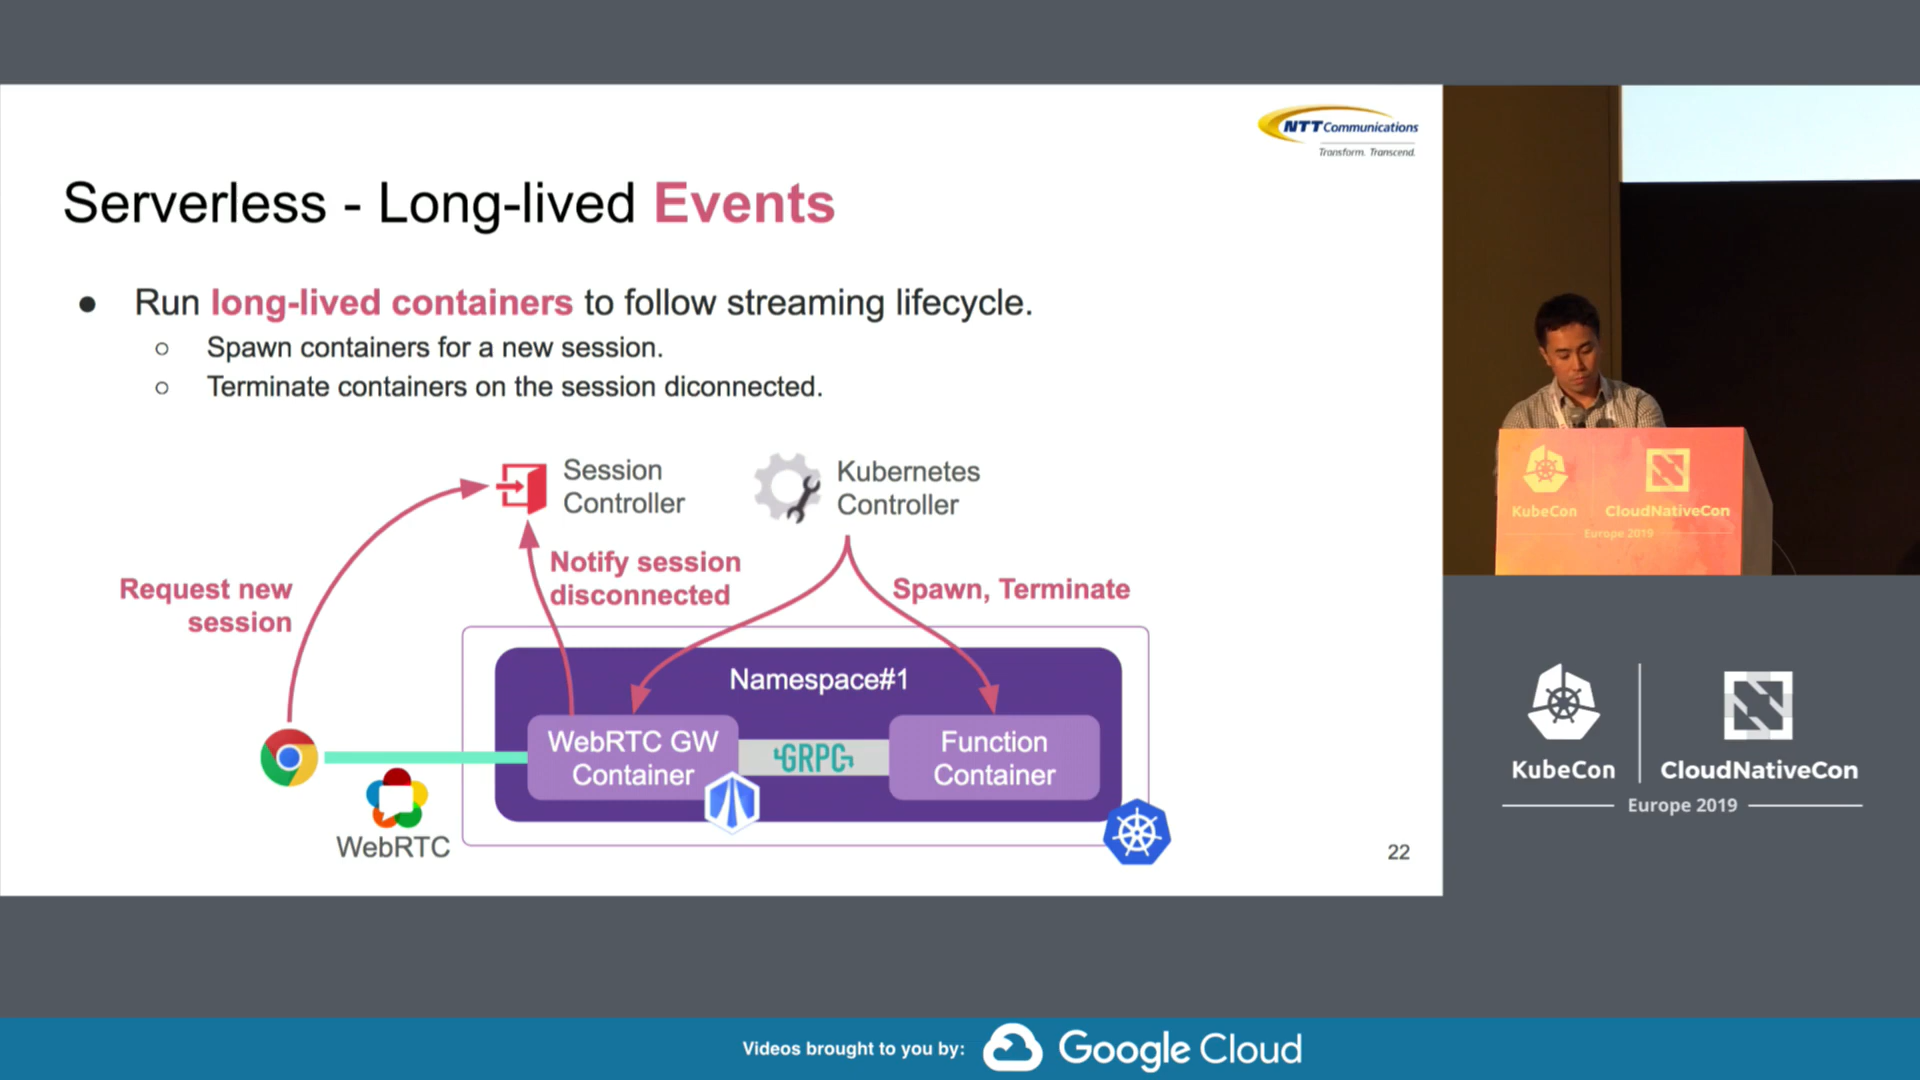 NTT Communications
Transform. Transcend.
Serverless - Long-lived Events
● Run long-lived containers to follow streaming lifecycle.
○ Spawn containers for a new session.
○ Terminate containers on the session diconnected.
Session
Controller
Kubernetes
Controller
Notify session
disconnected
Request new
session
Spawn, Terminate
Namespace#1
WebRTC GW
Container
GRPC
Function
Container
WebRTC
22
KubeCon
CloudNativeCon
Europe 2019
KubeCon
CloudNativeCon
Europe 2019
Videos brought to you by:
Google Cloud